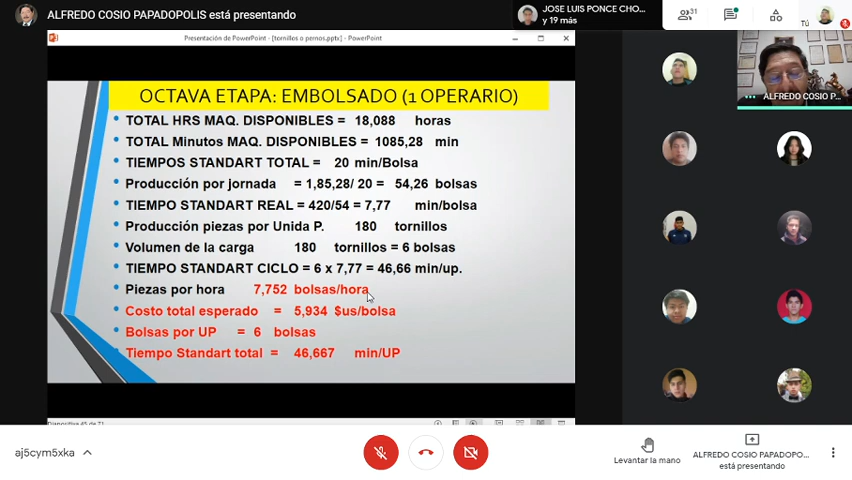 ALFREDO COSIO PAPADOPOLIS está presentando
JOSE LUIS PONCE CHO...
y 19 más
31
Tú
Presentación de PowerPoint - [tornillos o pernos.pptx] - PowerPoint
OCTAVA ETAPA: EMBOLSADO (1 OPERARIO)
• TOTAL HRS MAQ. DISPONIBLES = 18,088 horas
• TOTAL Minutos MAQ. DISPONIBLES = 1085,28 min
• TIEMPOS STANDART TOTAL = 20 min/Bolsa
• Producción por jornada = 1,85,28/ 20 = 54,26 bolsas
• TIEMPO STANDART REAL = 420/54 = 7,77 min/bolsa
• Producción piezas por Unida P. 180 tornillos
• Volumen de la carga 180 tornillos = 6 bolsas
• TIEMPO STANDART CICLO = 6 x 7,77 = 46,66 min/up.
• Piezas por hora 7,752 bolsas/hora
• Costo total esperado = 5,934 $us/bolsa
• Bolsas por UP = 6 bolsas
• Tiempo Standart total = 46,667 min/UP
Diapositiva 45 de 71
ALFREDO COSIO P...
aj5cym5xka
Levantar la mano
ALFREDO COSIO PAPADOPO...
está presentando